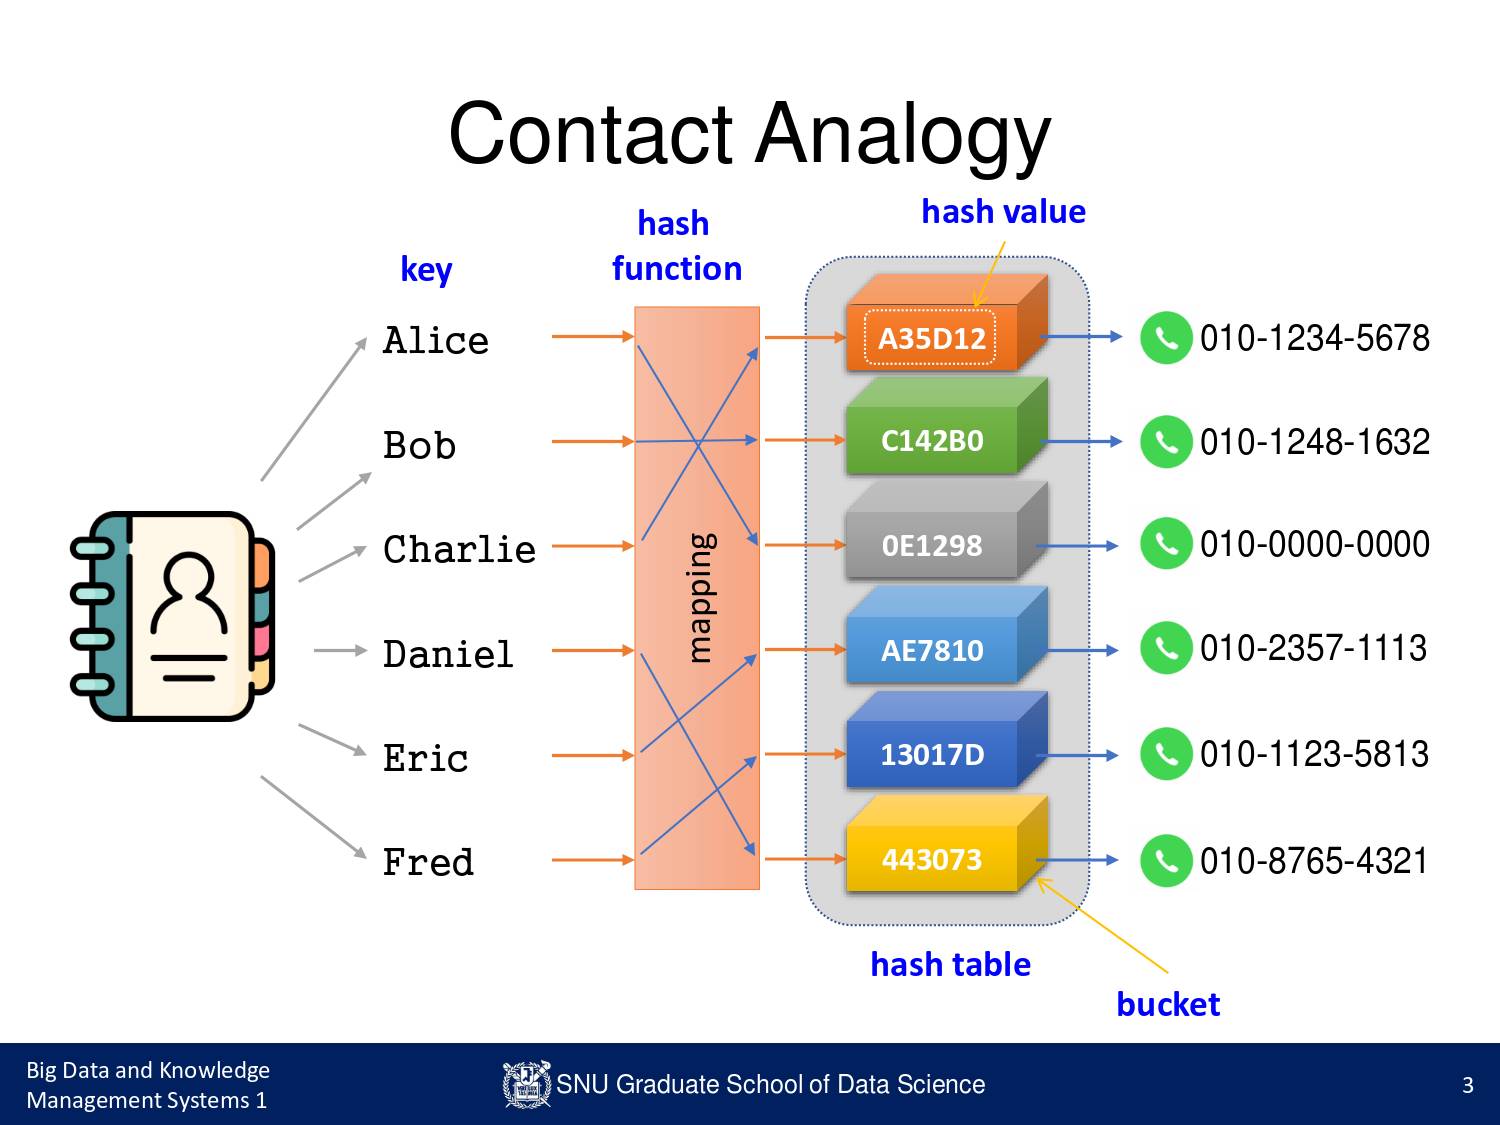 Contact Analogy
hash value
hash
function
key
Alice
A35D12
010-1234-5678
Bob
C142B0
010-1248-1632
Charlie
0E1298
010-0000-0000
mapping
Daniel
AE7810
010-2357-1113
Eric
13017D
010-1123-5813
Fred
443073
010-8765-4321
hash table
bucket
Big Data and Knowledge
Management Systems 1
SNU Graduate School of Data Science
3